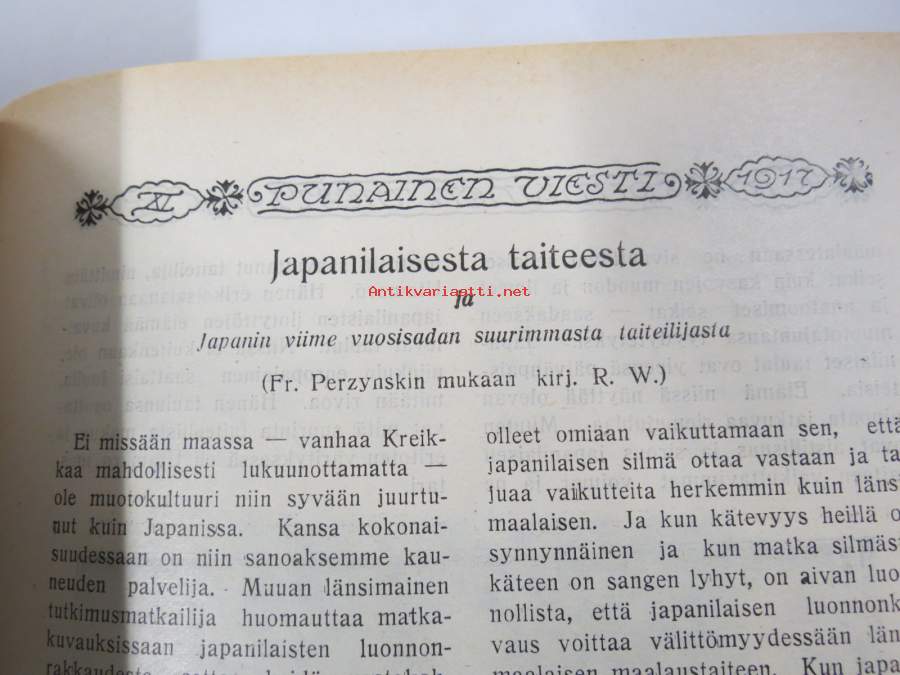 XI PUNAINEN VIESTI 1917
Japanilaisesta taiteesta
Antikvariaatti.net
ja
Japanin viime vuosisadan suurimmasta taiteilijasta
(Fr. Perzynskin mukaan kirj. R. W.)
Ei missään maassa — vanhaa Kreik-
kaa mahdollisesti lukuunottamatta —
ole muotokultuuri niin syvään juurtu-
nut kuin Japanissa. Kansa kokonai-
suudessaan on niin sanoaksemme kau-
neuden palvelija. Muuan länsimainen
tutkimusmatkailija huomauttaa matka-
kuvauksissaan japanilaisten luonnon-
olleet omiaan vaikuttamaan sen, että
japanilaisen silmä ottaa vastaan ja ta
juaa vaikutteita herkemmin kuin läns
maalaisen. Ja kun kätevyys heillä o
synnynnäinen ja kun matka silmäs
käteen on sangen lyhyt, on aivan luo
nollista, että japanilaisen luonnonk
vaus voittaa välittömyydessään län
maalaisen maalaustaiteen. Kun japa